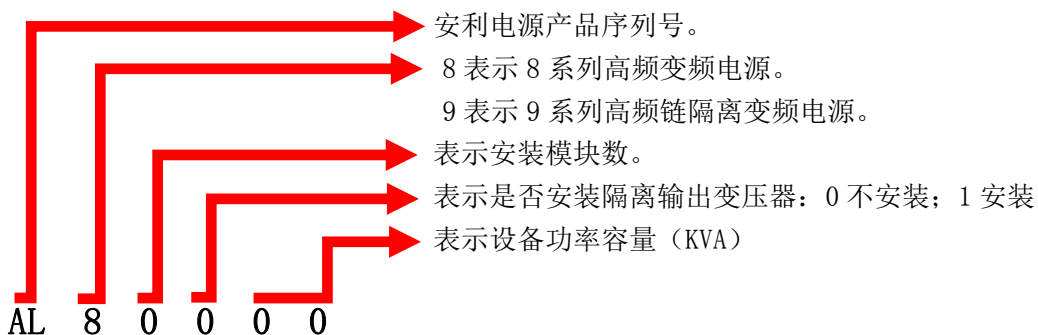 安利电源产品序列号。
8表示8系列高频变频电源。
9表示9系列高频链隔离变频电源。
表示安装模块数。
表示是否安装隔离输出变压器：0不安装；1安装
表示设备功率容量（KVA）
AL 8 0 0 0 0